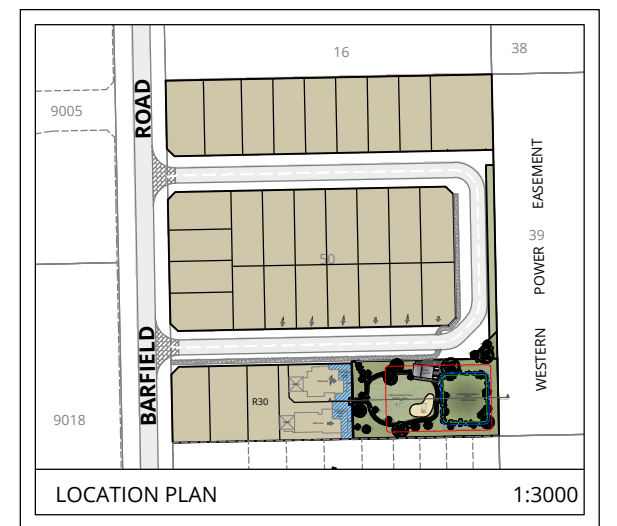 16
38
9005
ROAD
EASEMENT
39
50
POWER
WESTERN
BARFIELD
R30
9018
LOCATION PLAN
1:3000